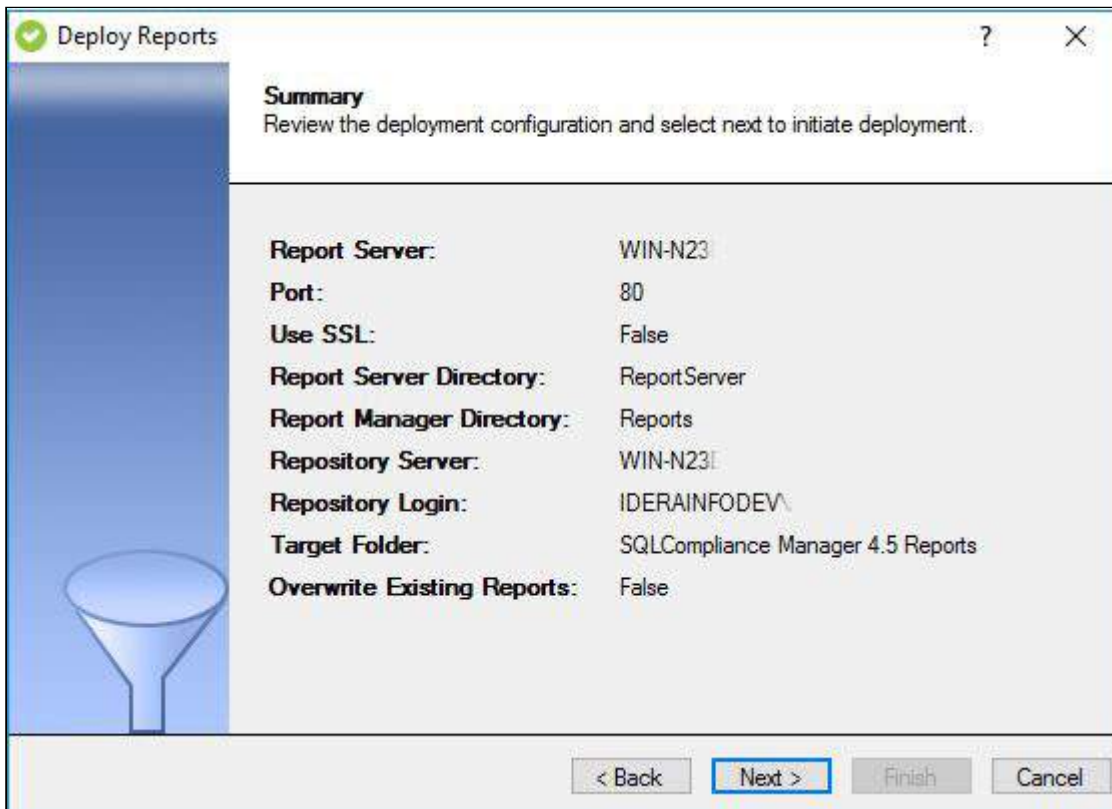 Deploy Reports
?
Summary
Review the deployment configuration and select next to initiate deployment.
Report Server: WIN-N23
Port: 80
Use SSL: False
Report Server Directory: ReportServer
Report Manager Directory: Reports
Repository Server: WIN-N23
Repository Login: IDERAINFODEV\
Target Folder: SQLCompliance Manager 4.5 Reports
Overwrite Existing Reports: False
< Back Next > Finish Cancel